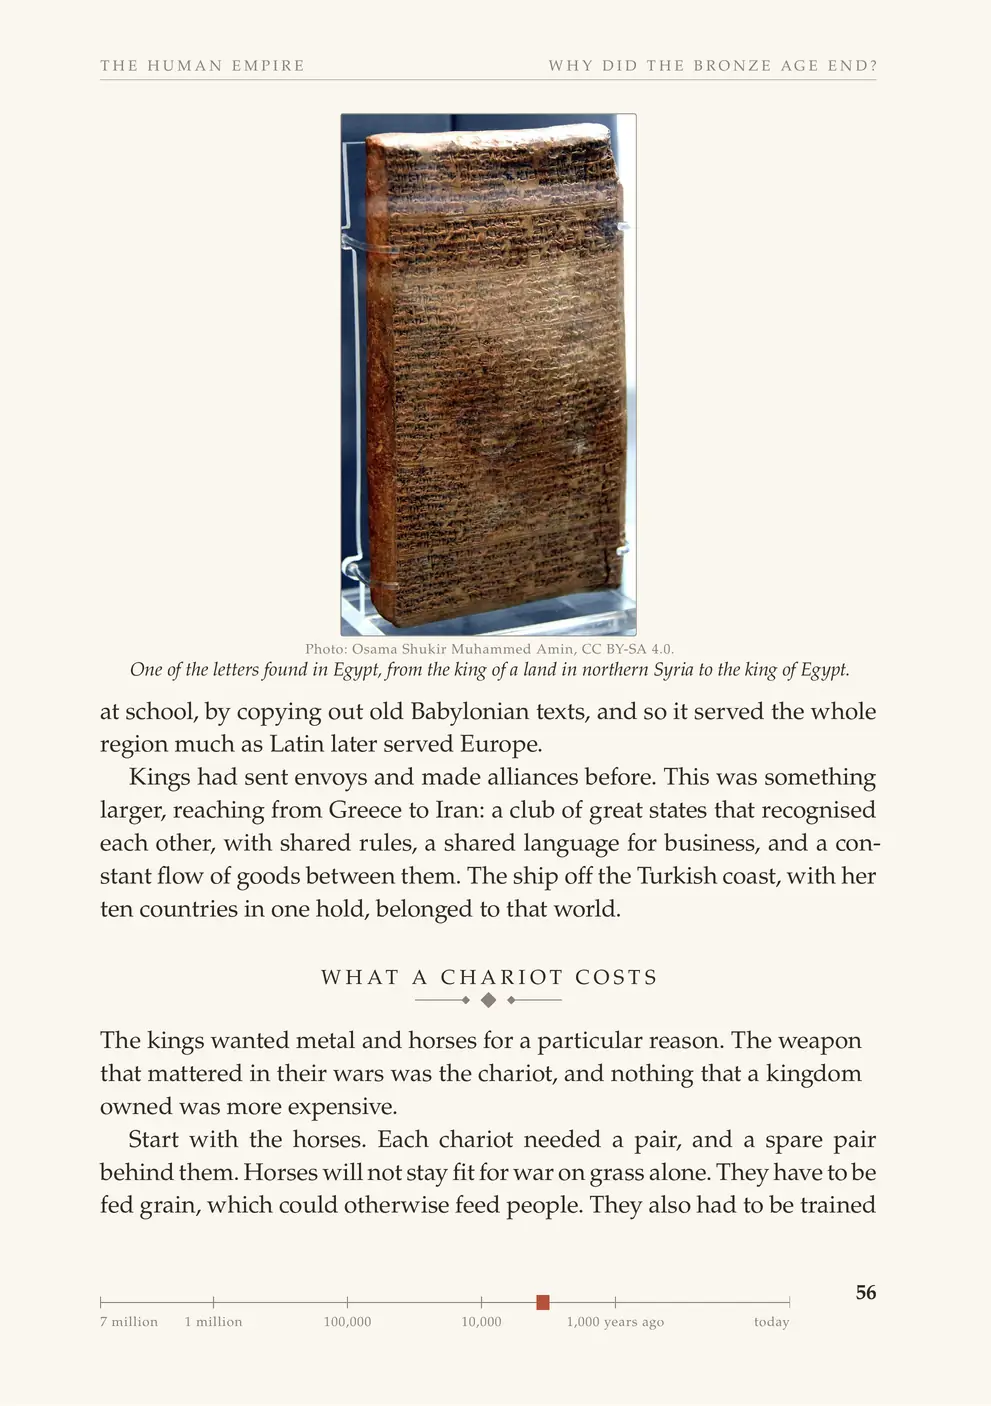 THE HUMAN EMPIRE
WHY DID THE BRONZE AGE END?
Photo: Osama Shukir Muhammed Amin, CC BY-SA 4.0.
One of the letters found in Egypt, from the king of a land in northern Syria to the king of Egypt.
at school, by copying out old Babylonian texts, and so it served the whole
region much as Latin later served Europe.
Kings had sent envoys and made alliances before. This was something
larger, reaching from Greece to Iran: a club of great states that recognised
each other, with shared rules, a shared language for business, and a con-
stant flow of goods between them. The ship off the Turkish coast, with her
ten countries in one hold, belonged to that world.
WHAT A CHARIOT COSTS
The kings wanted metal and horses for a particular reason. The weapon
that mattered in their wars was the chariot, and nothing that a kingdom
owned was more expensive.
Start with the horses. Each chariot needed a pair, and a spare pair
behind them. Horses will not stay fit for war on grass alone. They have to be
fed grain, which could otherwise feed people. They also had to be trained
56
7 million 1 million 100,000 10,000 1,000 years ago today